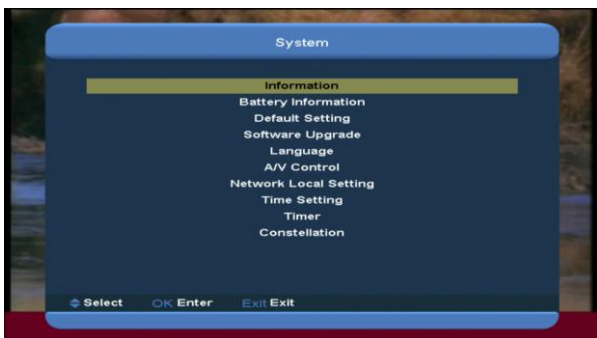 System
Information
Battery Information
Default Setting
Software Upgrade
Language
A/V Control
Network Local Setting
Time Setting
Timer
Constellation
Select OK Enter Exit Exit